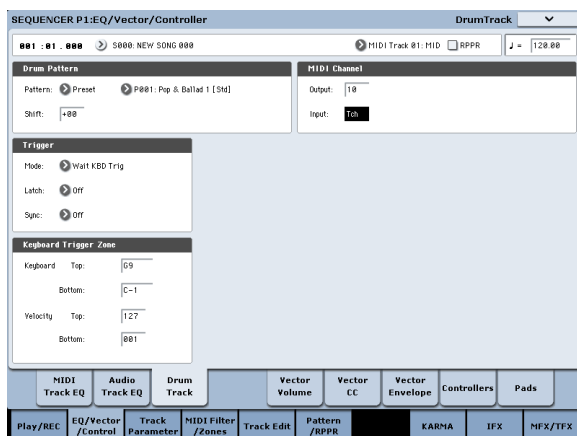 SEQUENCER P1:EQ/Vector/Controller DrumTrack
001 :01 . 000 S000: NEW SONG 000 MIDI Track 01: MID RPPR ♩ = 120.00
Drum Pattern
Pattern: Preset P001: Pop & Ballad 1 [Std]
Shift: +00
MIDI Channel
Output: 10
Input: Tch
Trigger
Mode: Wait KBD Trig
Latch: Off
Sync: Off
Keyboard Trigger Zone
Keyboard Top: G9
Bottom: C-1
Velocity Top: 127
Bottom: 001
MIDI Track EQ Audio Track EQ Drum Track Vector Volume Vector CC Vector Envelope Controllers Pads
Play/REC EQ/Vector /Control Track Parameter MIDI Filter /Zones Track Edit Pattern /RPPR KARMA IFX MFX/TFX